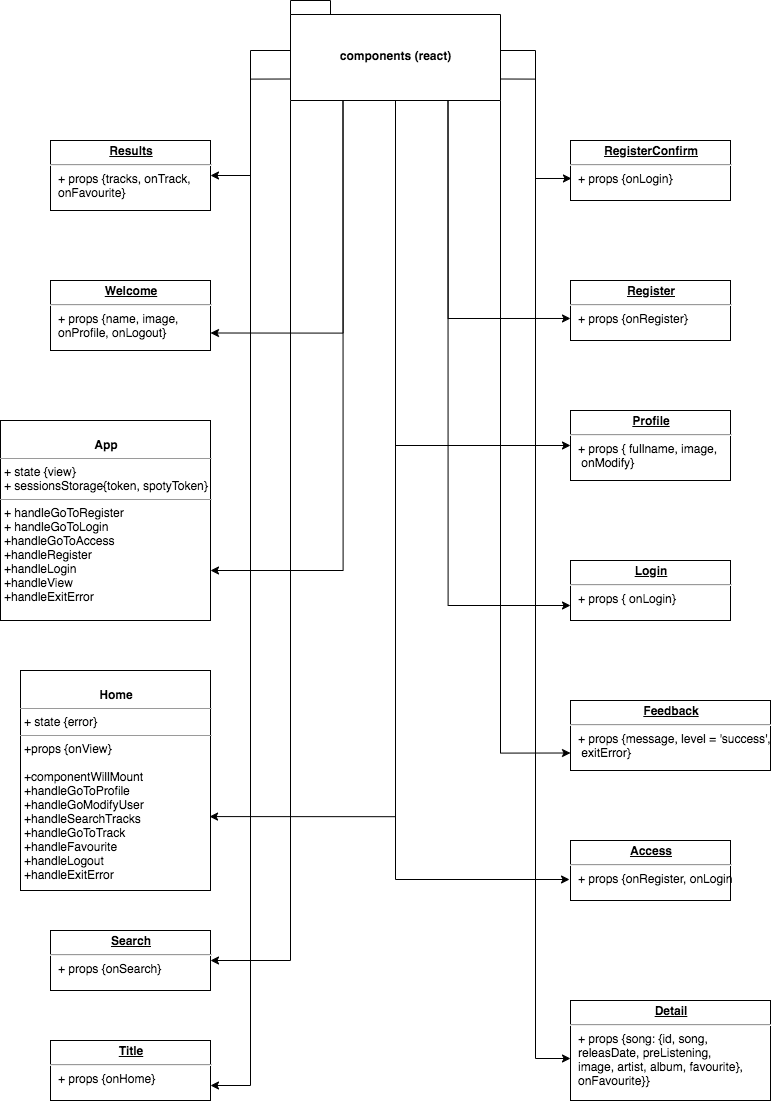 components (react)
Results
+ props {tracks, onTrack,
onFavourite}
Welcome
+ props {name, image,
onProfile, onLogout}
App
+ state {view}
+ sessionsStorage{token, spotyToken}
+ handleGoToRegister
+ handleGoToLogin
+handleGoToAccess
+handleRegister
+handleLogin
+handleView
+handleExitError
Home
+ state {error}
+props {onView}
+componentWillMount
+handleGoToProfile
+handleGoModifyUser
+handleSearchTracks
+handleGoToTrack
+handleFavourite
+handleLogout
+handleExitError
Search
+ props {onSearch}
Title
+ props {onHome}
RegisterConfirm
+ props {onLogin}
Register
+ props {onRegister}
Profile
+ props { fullname, image,
onModify}
Login
+ props { onLogin}
Feedback
+ props {message, level = 'success',
exitError}
Access
+ props {onRegister, onLogin
Detail
+ props {song: {id, song,
releasDate, preListening,
image, artist, album, favourite},
onFavourite}}